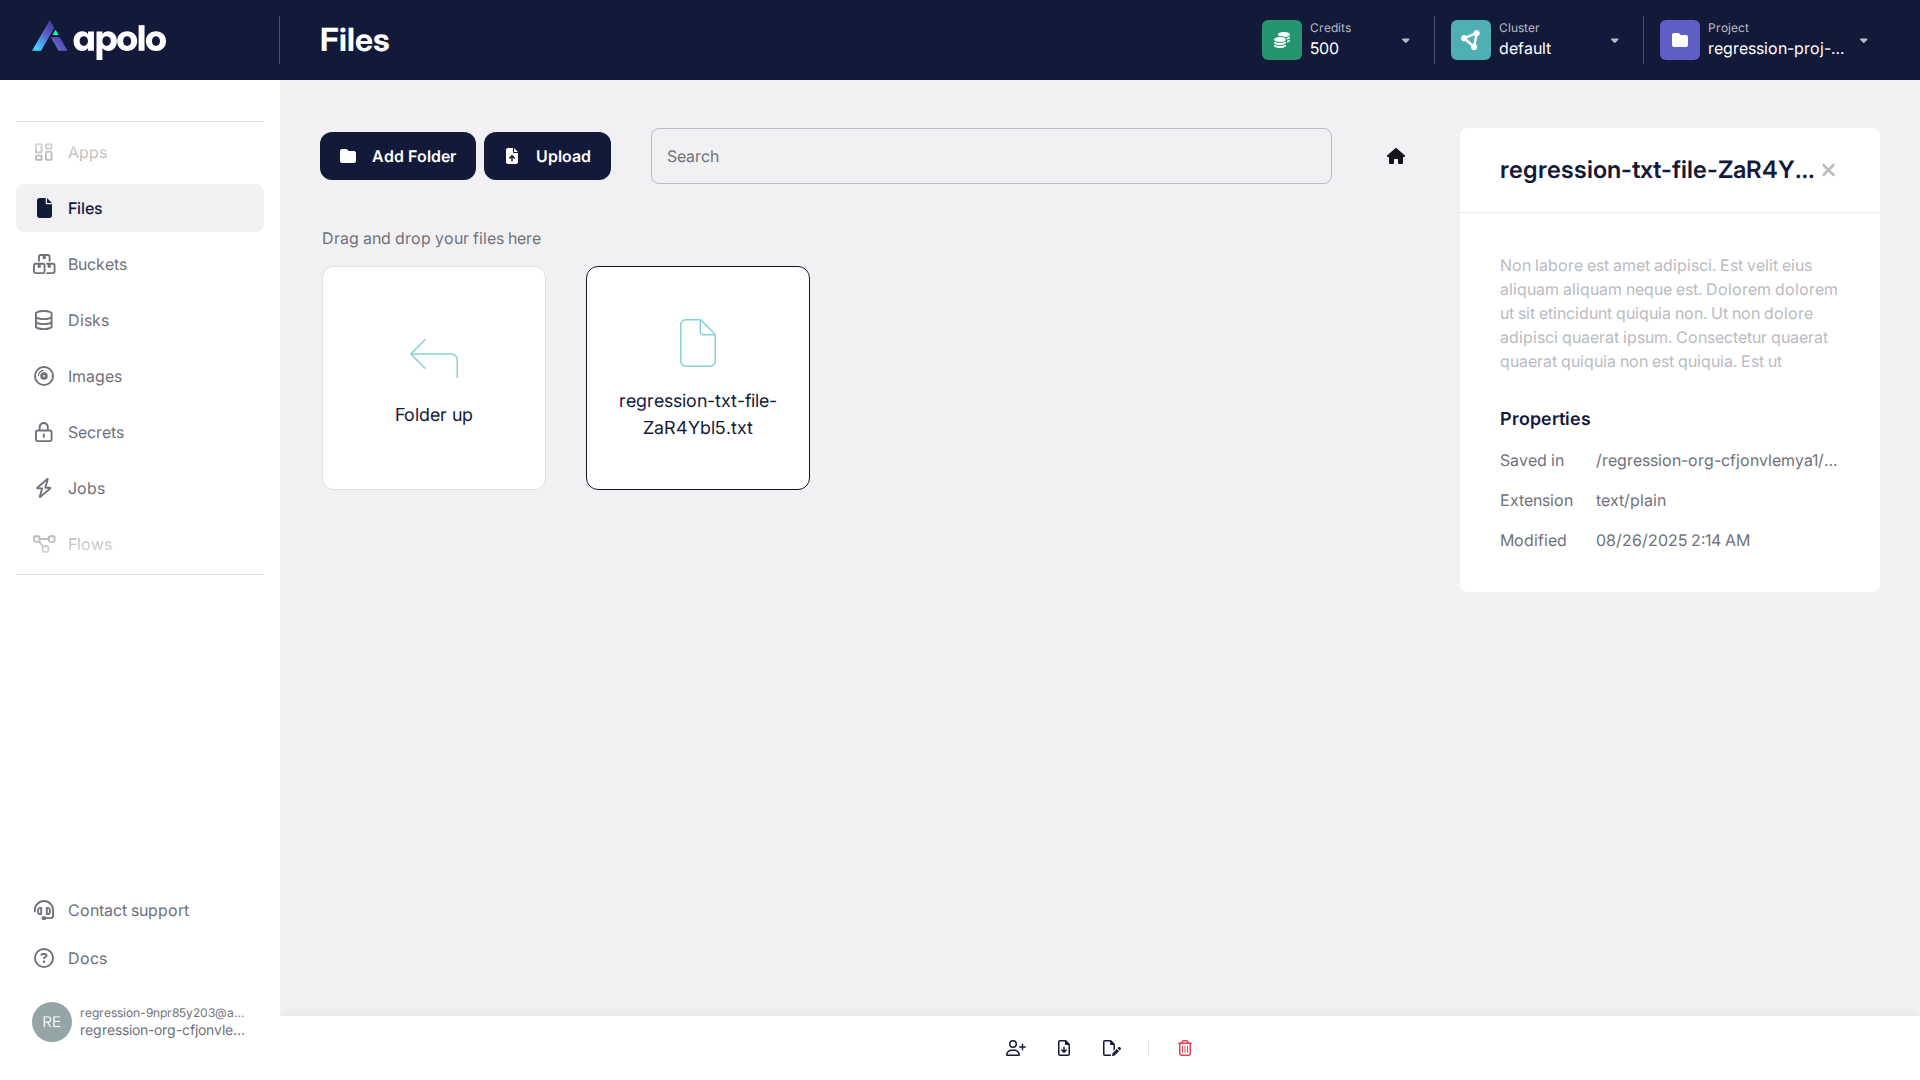 apolo
Files
Credits
500
Cluster
default
Project
regression-proj-...
Apps
Files
Buckets
Disks
Images
Secrets
Jobs
Flows
Contact support
Docs
RE
regression-9npr85y203@a...
regression-org-cfjonvle...
Add Folder
Upload
Search
Drag and drop your files here
Folder up
regression-txt-file-
ZaR4Ybl5.txt
regression-txt-file-ZaR4Y...
Non labore est amet adipisci. Est velit eius
aliquam aliquam neque est. Dolorem dolorem
ut sit etincidunt quiquia non. Ut non dolore
adipisci quaerat ipsum. Consectetur quaerat
quaerat quiquia non est quiquia. Est ut
Properties
Saved in /regression-org-cfjonvlemya1/...
Extension text/plain
Modified 08/26/2025 2:14 AM